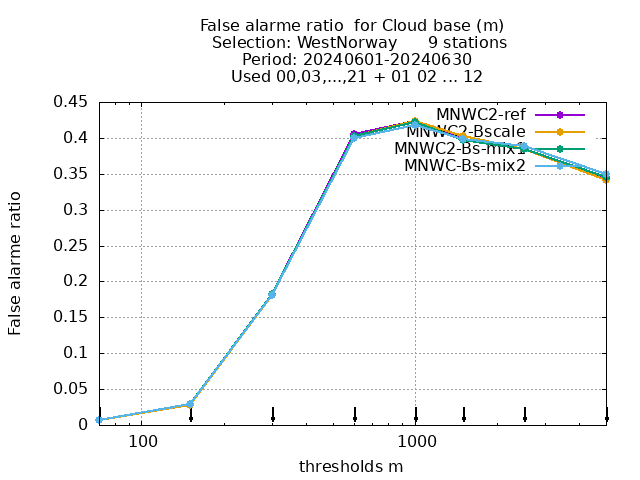 False alarme ratio  for Cloud base (m)
Selection: WestNorway      9 stations
Period: 20240601-20240630
Used 00,03,...,21 + 01 02 ... 12
MNWC2-ref
MNWC2-Bscale
MNWC2-Bs-mix1
MNWC-Bs-mix2
False alarme ratio
0.45
0.4
0.35
0.3
0.25
0.2
0.15
0.1
0.05
0
100
1000
thresholds m